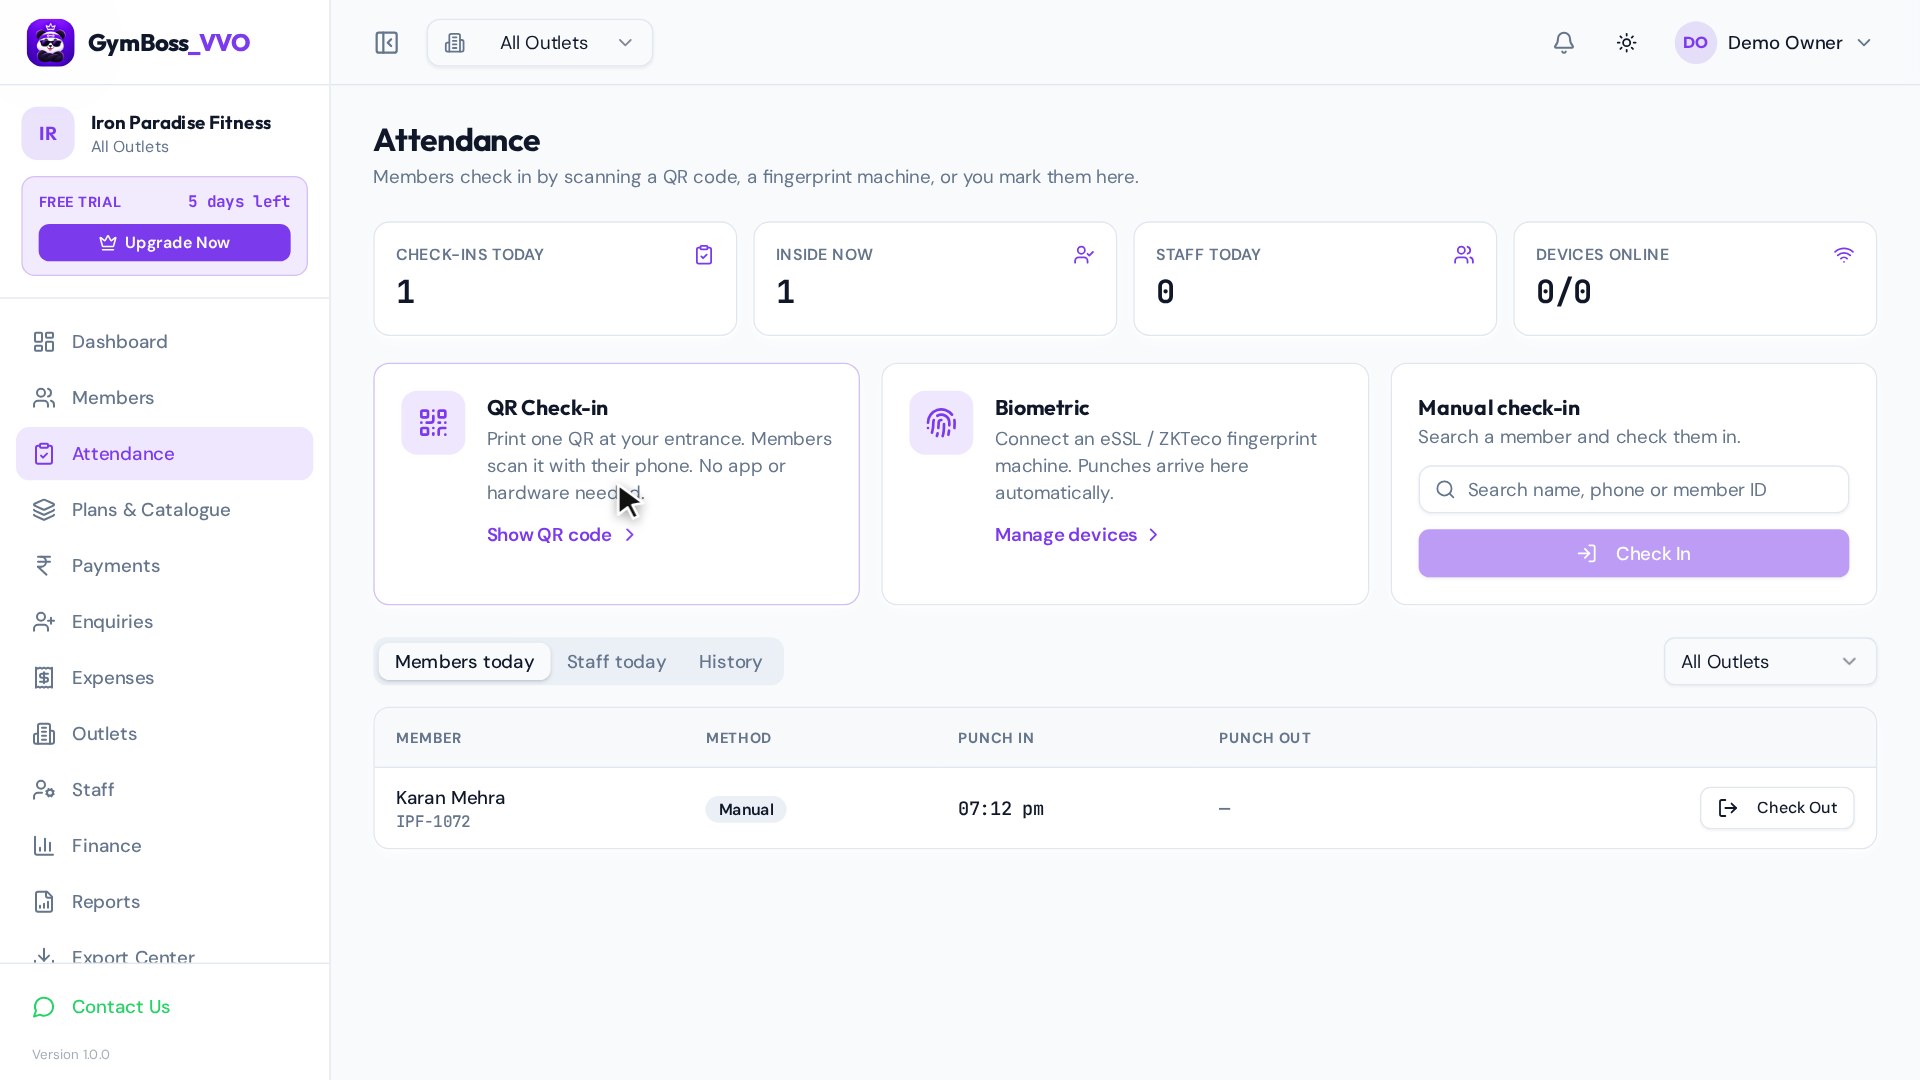 GymBoss_VVO
All Outlets
DO
Demo Owner
IR
Iron Paradise Fitness
All Outlets
FREE TRIAL
5 days left
Upgrade Now
Dashboard
Members
Attendance
Plans & Catalogue
Payments
Enquiries
Expenses
Outlets
Staff
Finance
Reports
Export Center
Contact Us
Version 1.0.0
Attendance
Members check in by scanning a QR code, a fingerprint machine, or you mark them here.
CHECK-INS TODAY
1
INSIDE NOW
1
STAFF TODAY
0
DEVICES ONLINE
0/0
QR Check-in
Print one QR at your entrance. Members
scan it with their phone. No app or
hardware needed.
Show QR code
Biometric
Connect an eSSL / ZKTeco fingerprint
machine. Punches arrive here
automatically.
Manage devices
Manual check-in
Search a member and check them in.
Search name, phone or member ID
Check In
Members today
Staff today
History
All Outlets
MEMBER
METHOD
PUNCH IN
PUNCH OUT
Karan Mehra
IPF-1072
Manual
07:12 pm
—
Check Out